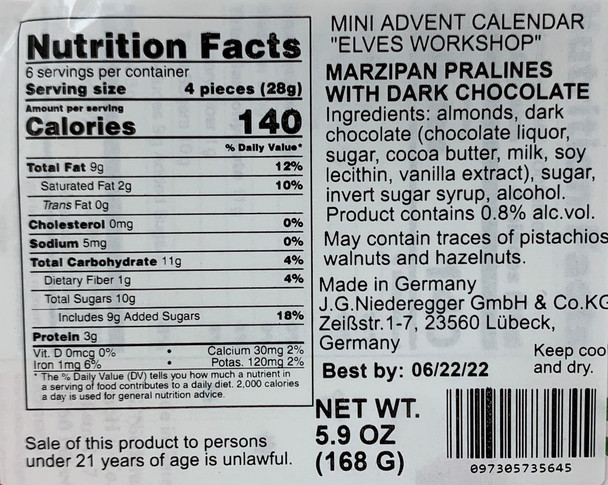 Nutrition Facts
6 servings per container
Serving size 4 pieces (28g)
Amount per serving
Calories 140
% Daily Value*
Total Fat 9g 12%
Saturated Fat 2g 10%
Trans Fat 0g
Cholesterol 0mg 0%
Sodium 5mg 0%
Total Carbohydrate 11g 4%
Dietary Fiber 1g 4%
Total Sugars 10g
Includes 9g Added Sugars 18%
Protein 3g
Vit. D 0mcg 0% • Calcium 30mg 2%
Iron 1mg 6% • Potas. 120mg 2%
* The % Daily Value (DV) tells you how much a nutrient in
a serving of food contributes to a daily diet. 2,000 calories
a day is used for general nutrition advice.
Sale of this product to persons
under 21 years of age is unlawful.
MINI ADVENT CALENDAR
"ELVES WORKSHOP"
MARZIPAN PRALINES
WITH DARK CHOCOLATE
Ingredients: almonds, dark
chocolate (chocolate liquor,
sugar, cocoa butter, milk, soy
lecithin, vanilla extract), sugar,
invert sugar syrup, alcohol.
Product contains 0.8% alc.vol.
May contain traces of pistachios
walnuts and hazelnuts.
Made in Germany
J.G.Niederegger GmbH & Co.KG
Zeißstr.1-7, 23560 Lübeck,
Germany
Keep coo
and dry.
Best by: 06/22/22
NET WT.
5.9 OZ
(168 G)
097305735645